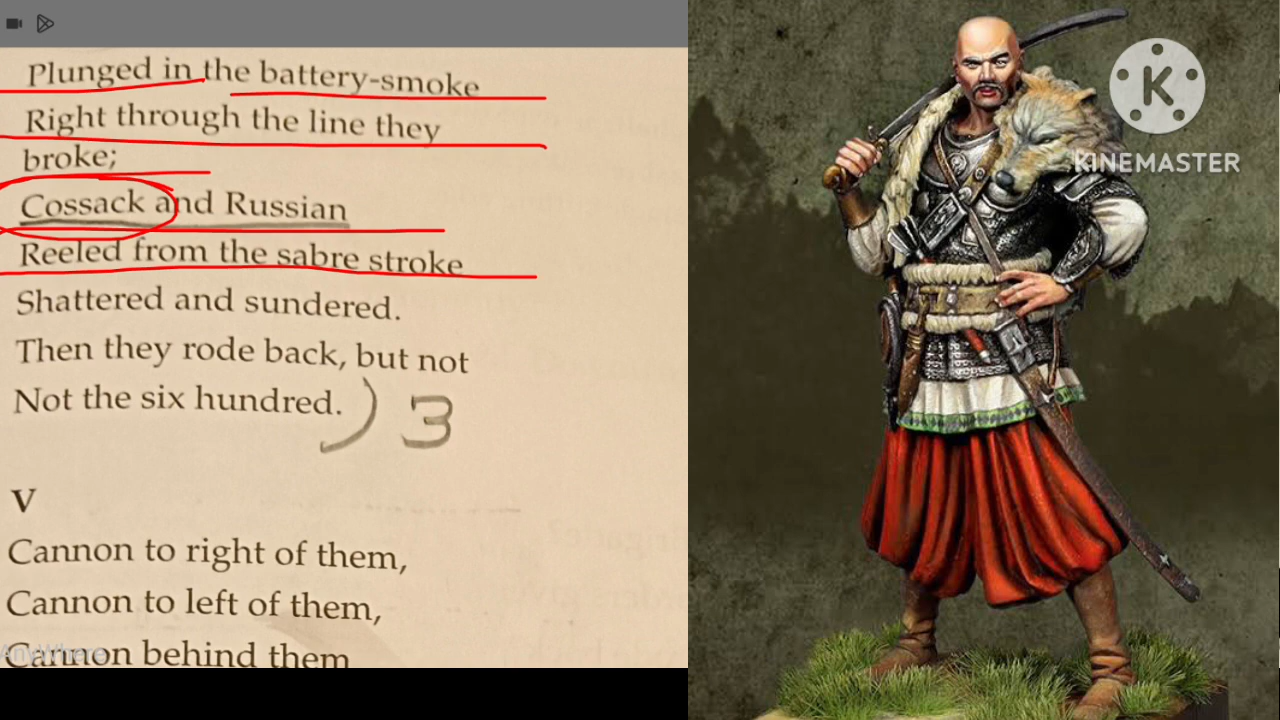 Plunged in the battery-smoke
Right through the line they
broke;
Cossack and Russian
Reeled from the sabre stroke
Shattered and sundered.
Then they rode back, but not
Not the six hundred.
3
V
Cannon to right of them,
Cannon to left of them,
Cannon behind them
K
KINEMASTER